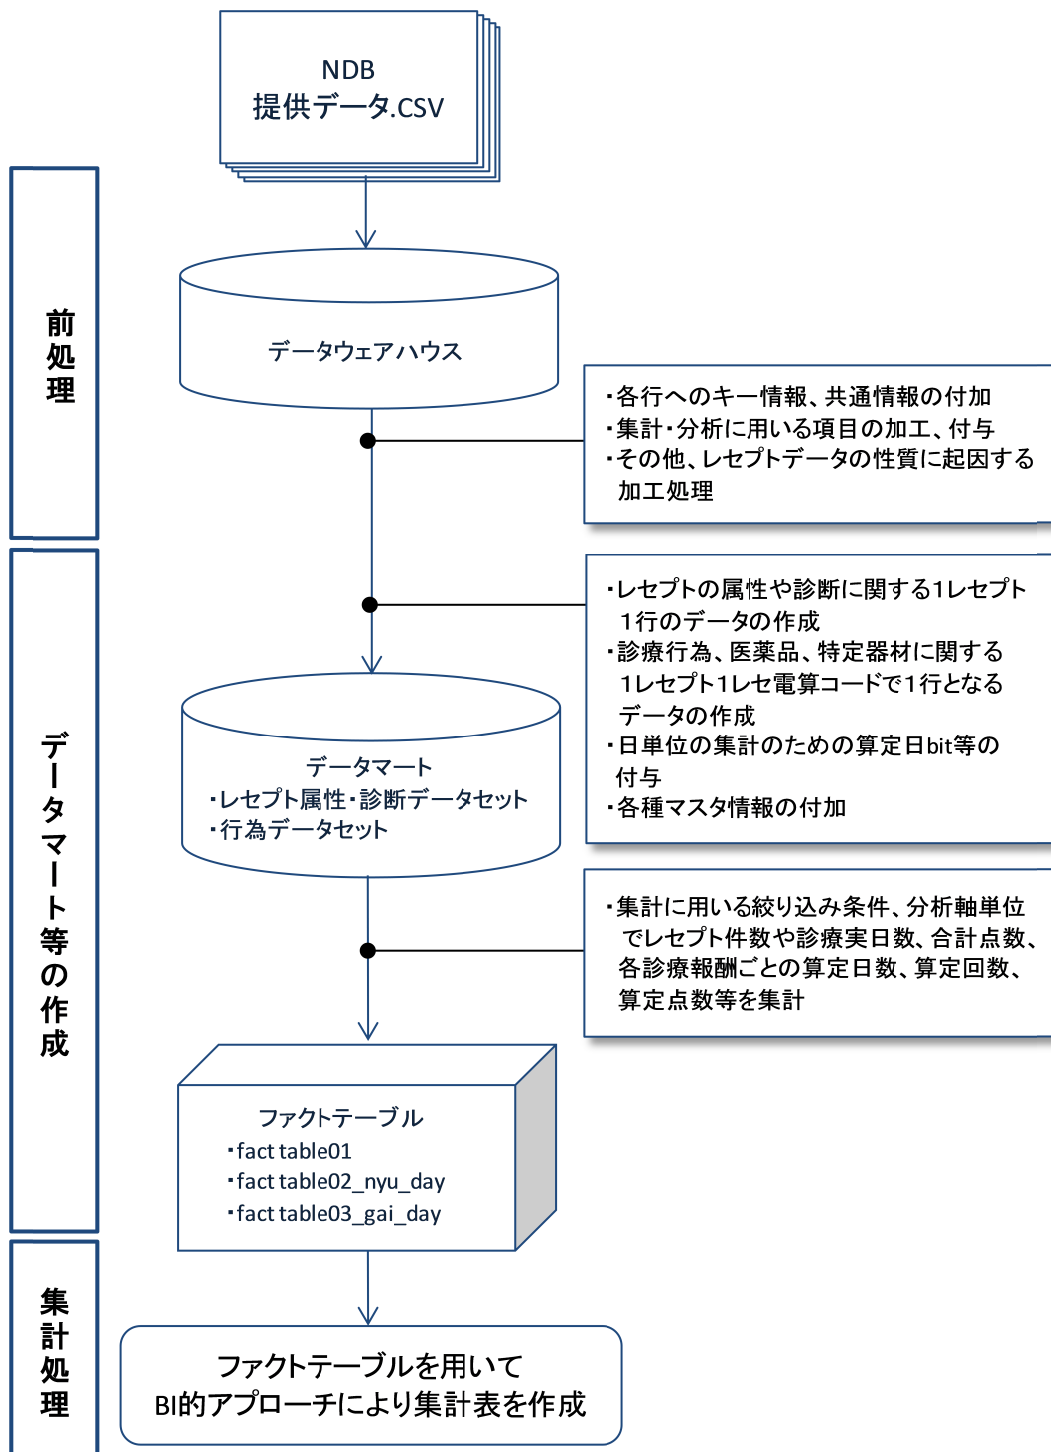 NDB
提供データ.CSV
前処理
データウェアハウス
・各行へのキー情報、共通情報の付加
・集計・分析に用いる項目の加工、付与
・その他、レセプトデータの性質に起因する
加工処理
データマート等の作成
・レセプトの属性や診断に関する1レセプト
1行のデータの作成
・診療行為、医薬品、特定器材に関する
1レセプト1レセ電算コードで1行となる
データの作成
・日単位の集計のための算定日bit等の
付与
・各種マスタ情報の付加
データマート
・レセプト属性・診断データセット
・行為データセット
・集計に用いる絞り込み条件、分析軸単位
でレセプト件数や診療実日数、合計点数、
各診療報酬ごとの算定日数、算定回数、
算定点数等を集計
ファクトテーブル
・fact table01
・fact table02_nyu_day
・fact table03_gai_day
集計処理
ファクトテーブルを用いて
BI的アプローチにより集計表を作成